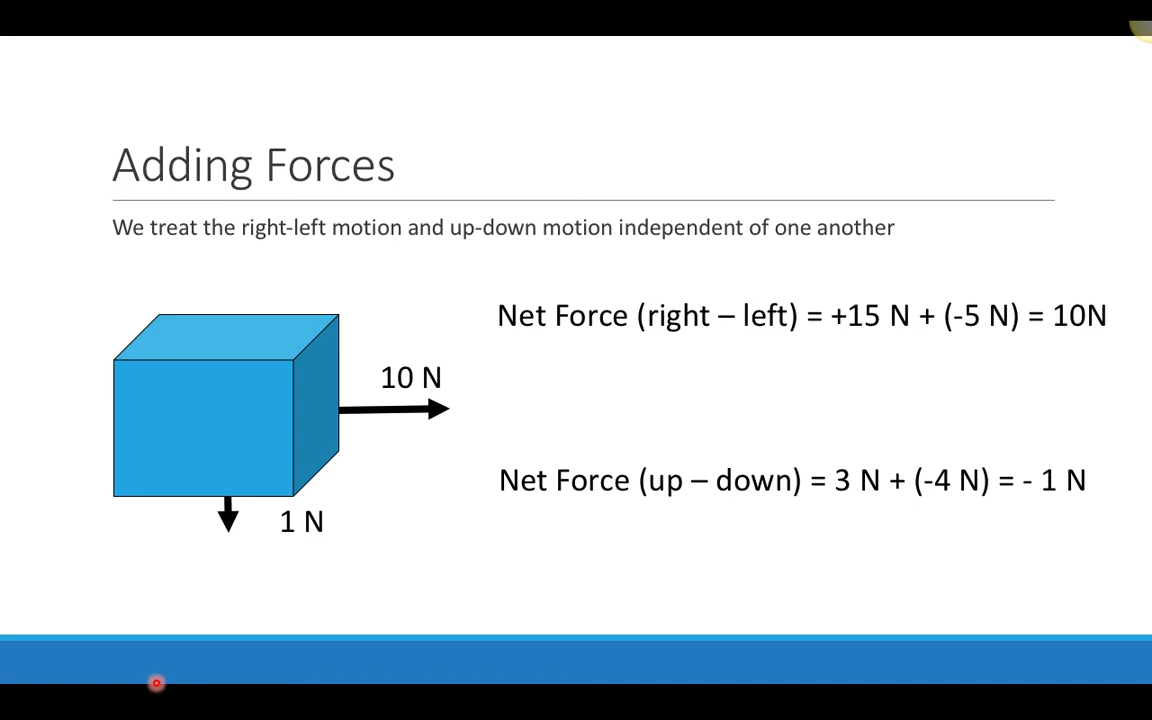 Adding Forces
We treat the right-left motion and up-down motion independent of one another
Net Force (right – left) = +15 N + (-5 N) = 10N
10 N
Net Force (up – down) = 3 N + (-4 N) = - 1 N
1 N